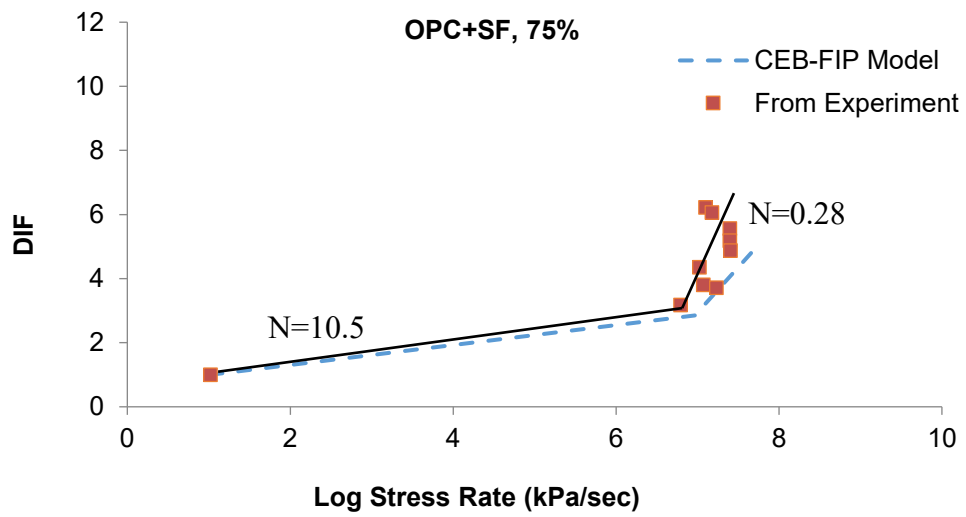 OPC+SF, 75%
CEB-FIP Model
From Experiment
12
10
8
6
4
2
0
DIF
N=0.28
N=10.5
0 2 4 6 8 10
Log Stress Rate (kPa/sec)